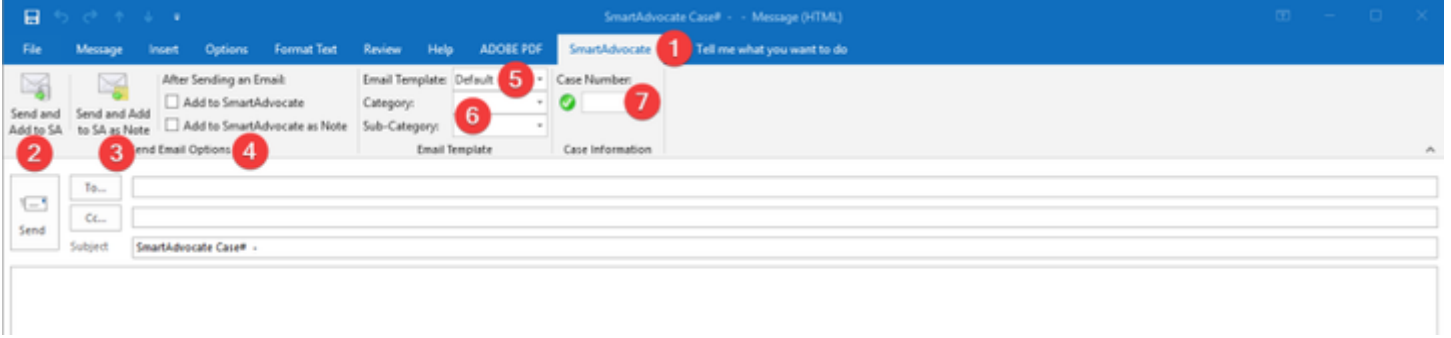 SmartAdvocate Case# - - Message (HTML)
File Message Insert Options Format Text Review Help ADOBE PDF SmartAdvocate 1 Tell me what you want to do
After Sending an Email: Email Template: Default 5 Case Number:
Send and Add to SA Send and Add to SA as Note Add to SmartAdvocate Category: 7
Add to SmartAdvocate as Note Sub-Category: 6
2 3 end Email Options 4 Email Template Case Information
To...
Cc...
Send
Subject SmartAdvocate Case# -